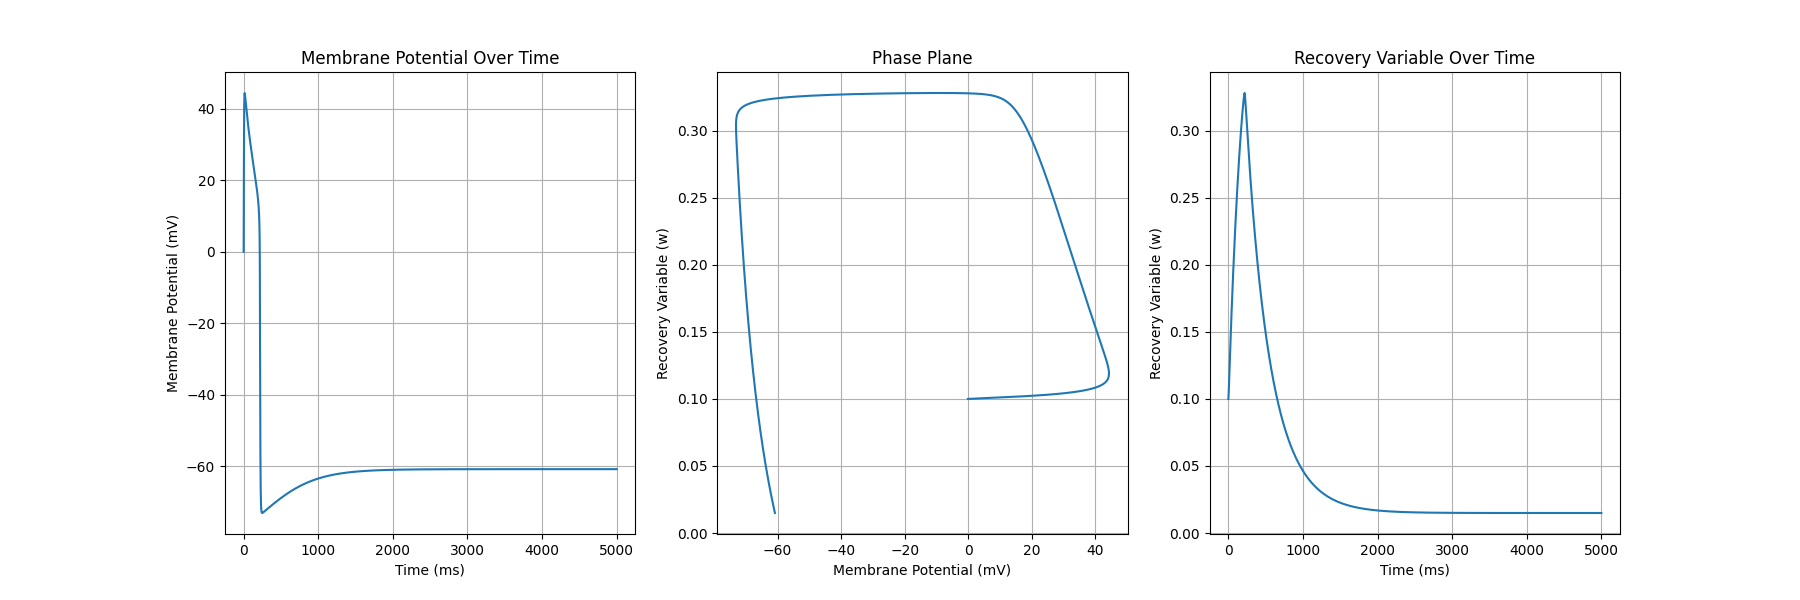 Membrane Potential Over Time
Membrane Potential (mV)
40
20
0
−20
−40
−60
0 1000 2000 3000 4000 5000
Time (ms)
Phase Plane
Recovery Variable (w)
0.30
0.25
0.20
0.15
0.10
0.05
0.00
−60 −40 −20 0 20 40
Membrane Potential (mV)
Recovery Variable Over Time
Recovery Variable (w)
0.30
0.25
0.20
0.15
0.10
0.05
0.00
0 1000 2000 3000 4000 5000
Time (ms)